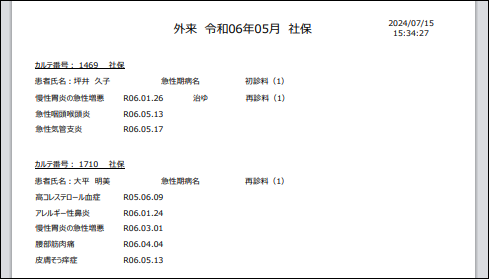 外来 令和06年05月 社保
2024/07/15
15:34:27
カルテ番号： 1469 社保
患者氏名：坪井 久子 急性期病名 初診料（1）
慢性胃炎の急性増悪 R06.01.26 治ゆ 再診料（1）
急性咽頭喉頭炎 R06.05.13
急性気管支炎 R06.05.17
カルテ番号： 1710 社保
患者氏名：大平 明美 急性期病名 再診料（1）
高コレステロール血症 R05.06.09
アレルギー性鼻炎 R06.01.24
慢性胃炎の急性増悪 R06.03.01
腰部筋肉痛 R06.04.04
皮膚そう痒症 R06.05.13